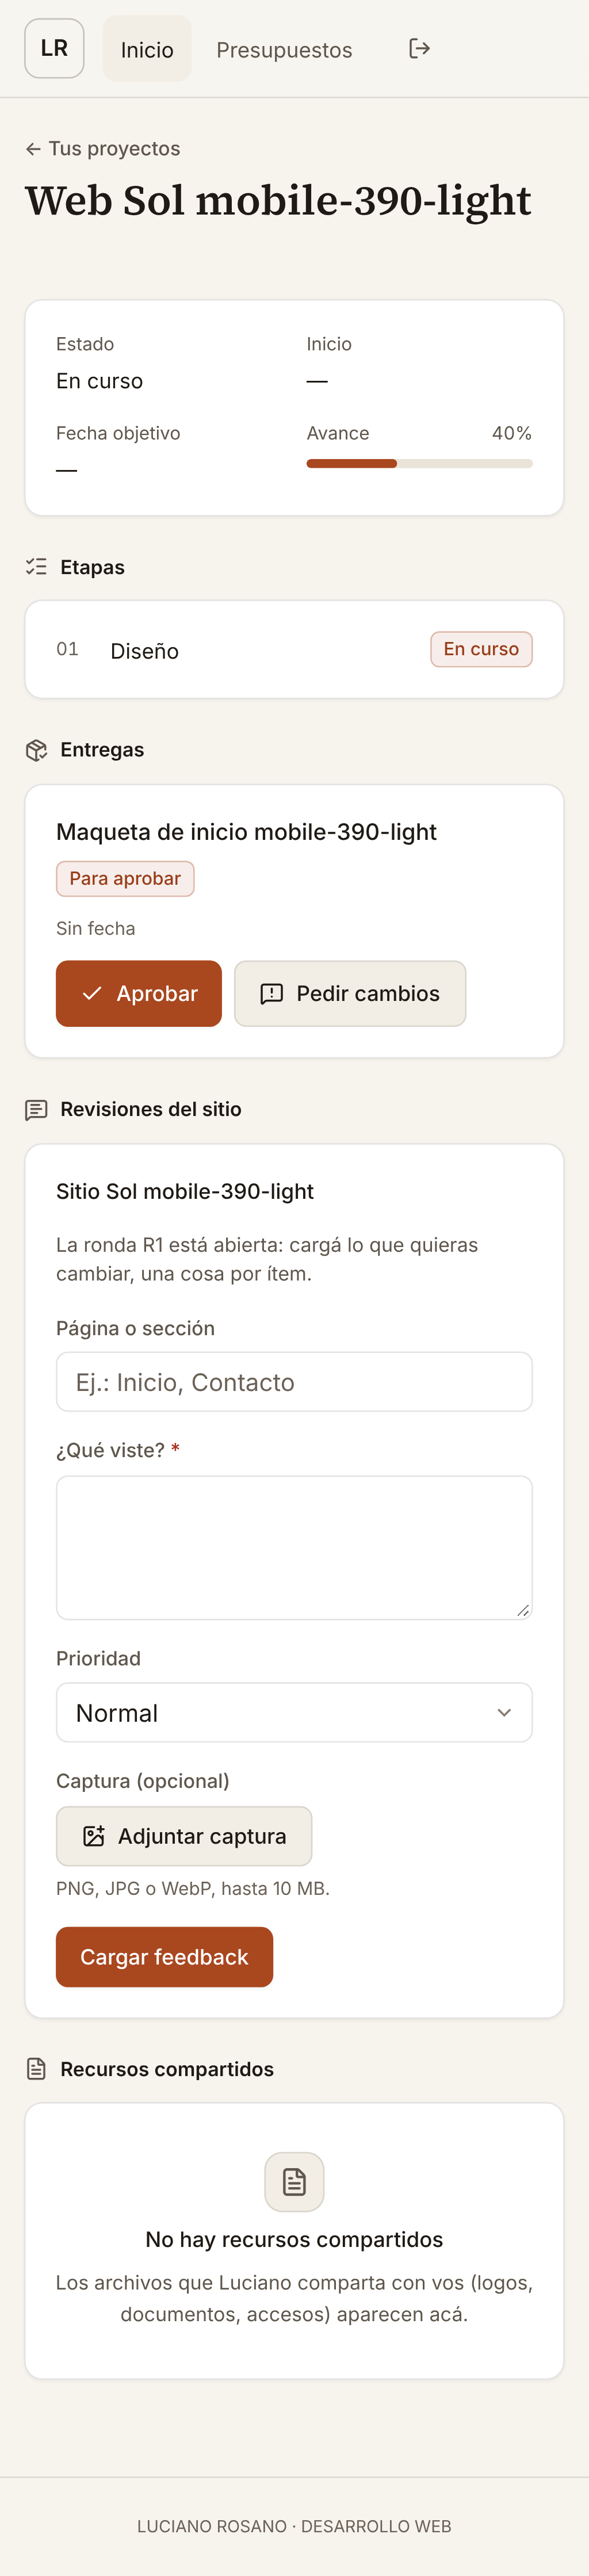 LR
Inicio
Presupuestos
← Tus proyectos
Web Sol mobile-390-light
Estado
Inicio
En curso
—
Fecha objetivo
Avance
40%
—
Etapas
01
Diseño
En curso
Entregas
Maqueta de inicio mobile-390-light
Para aprobar
Sin fecha
Aprobar
Pedir cambios
Revisiones del sitio
Sitio Sol mobile-390-light
La ronda R1 está abierta: cargá lo que quieras
cambiar, una cosa por ítem.
Página o sección
Ej.: Inicio, Contacto
¿Qué viste? *
Prioridad
Normal
Captura (opcional)
Adjuntar captura
PNG, JPG o WebP, hasta 10 MB.
Cargar feedback
Recursos compartidos
No hay recursos compartidos
Los archivos que Luciano comparta con vos (logos,
documentos, accesos) aparecen acá.
LUCIANO ROSANO · DESARROLLO WEB